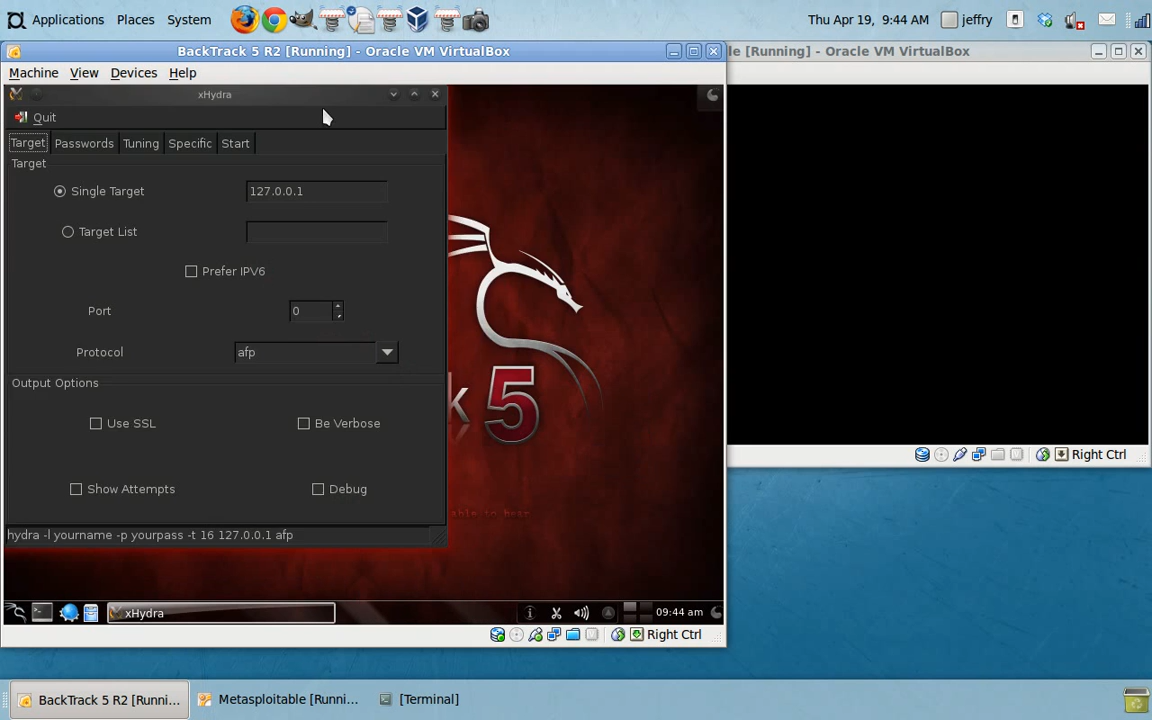 Applications Places System
Thu Apr 19, 9:44 AM jeffry
BackTrack 5 R2 [Running] - Oracle VM VirtualBox
le [Running] - Oracle VM VirtualBox
Machine View Devices Help
xHydra
Quit
Target Passwords Tuning Specific Start
Target
Single Target 127.0.0.1
Target List
Prefer IPV6
Port 0
Protocol afp
Output Options
Use SSL Be Verbose
Show Attempts Debug
hydra -l yourname -p yourpass -t 16 127.0.0.1 afp
k 5
able to hear
Right Ctrl
xHydra
09:44 am
Right Ctrl
BackTrack 5 R2 [Runni... Metasploitable [Runni... [Terminal]